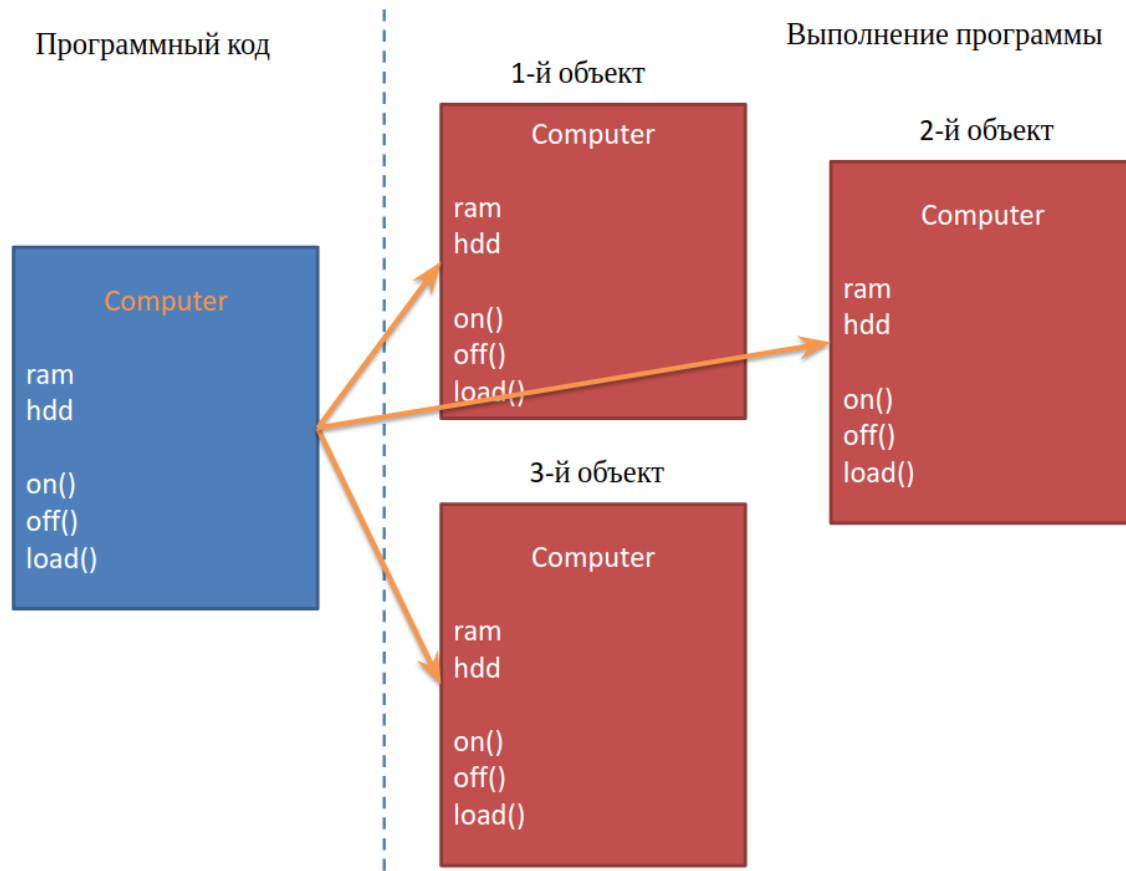 Программный код
Выполнение программы
Computer
ram
hdd
on()
off()
load()
1-й объект
Computer
ram
hdd
on()
off()
load()
2-й объект
Computer
ram
hdd
on()
off()
load()
3-й объект
Computer
ram
hdd
on()
off()
load()